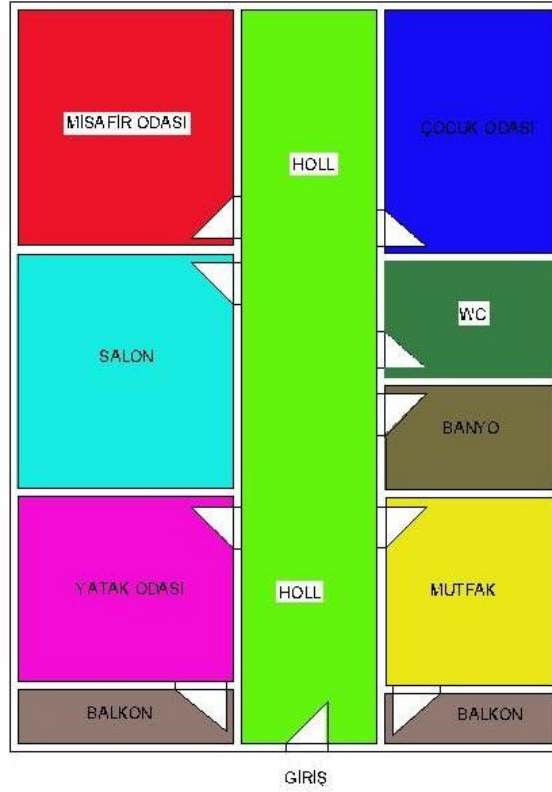 MİSAFİR ODASI
HOLL
ÇOCUK ODASI
WC
SALON
BANYO
YATAK ODASI
HOLL
MUTFAK
BALKON
BALKON
GİRİŞ